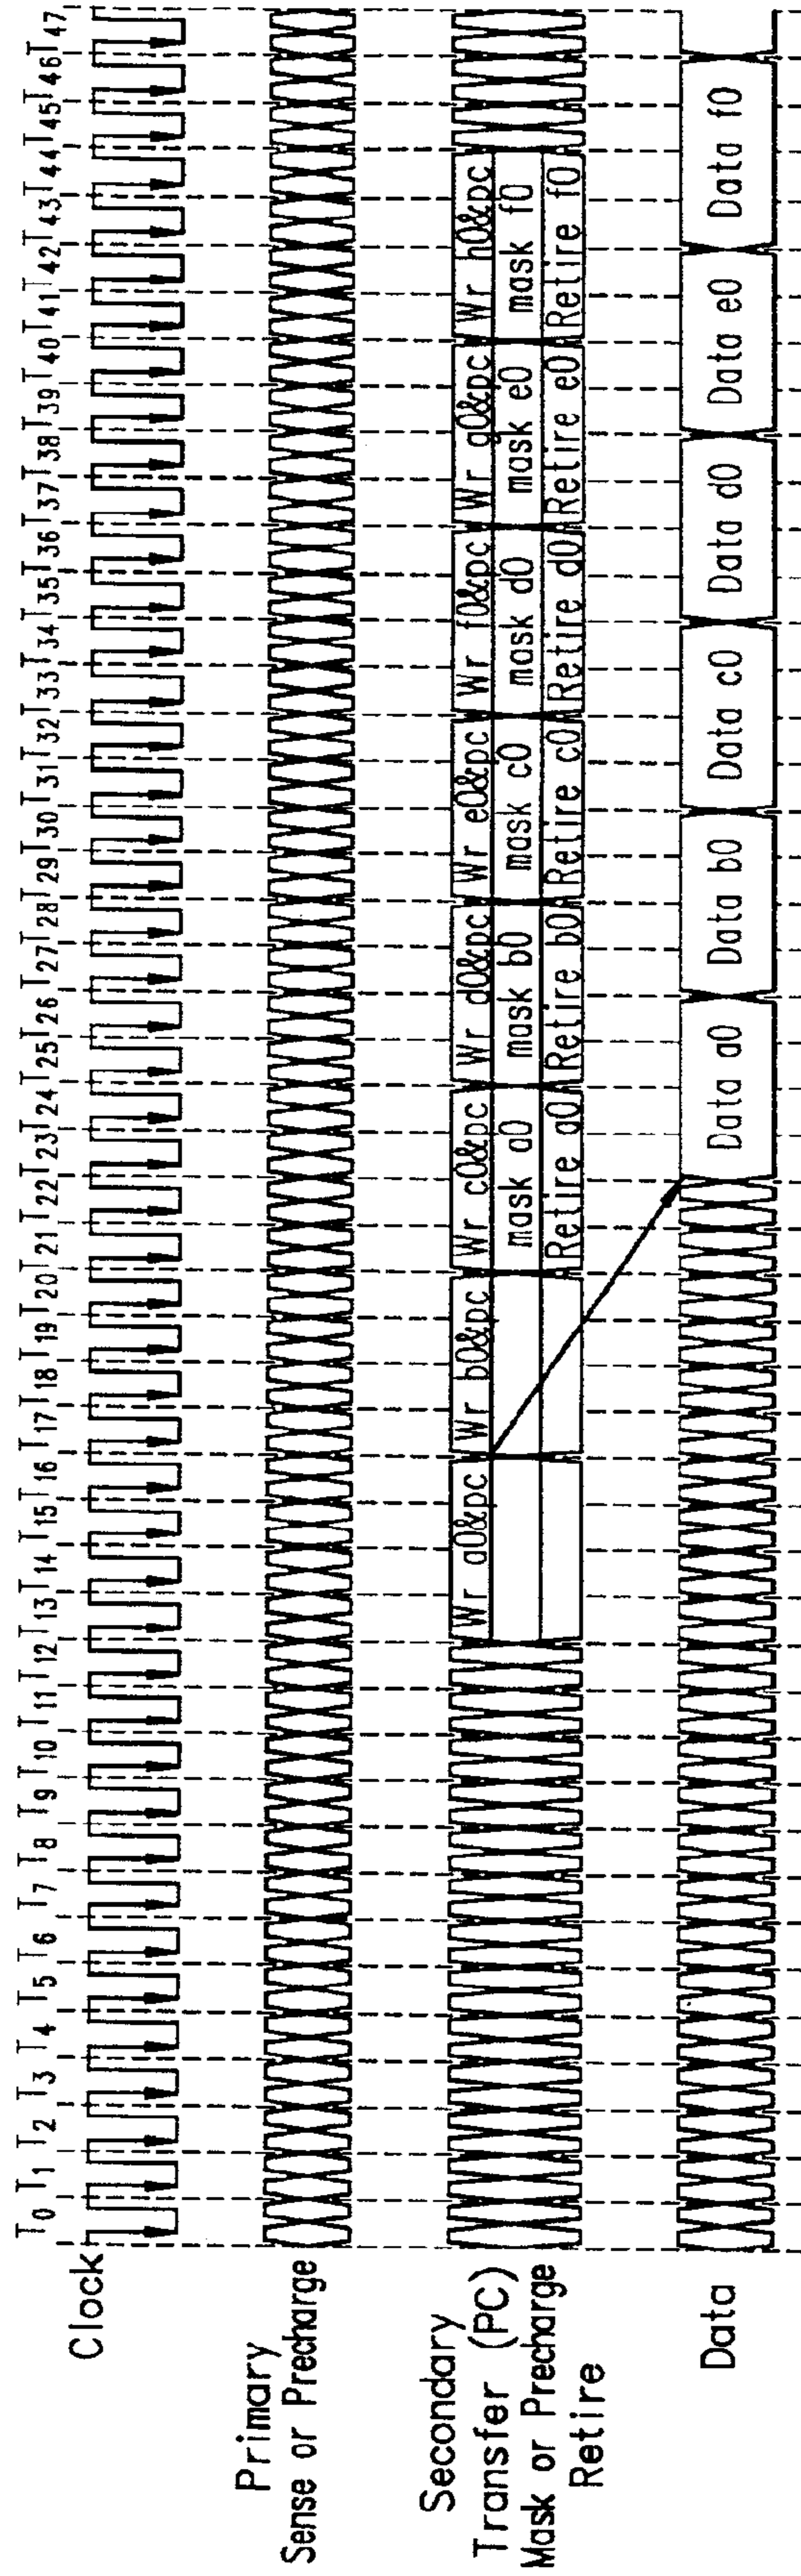 T0 T1 T2 T3 T4 T5 T6 T7 T8 T9 T10 T11 T12 T13 T14 T15 T16 T17 T18 T19 T20 T21 T22 T23 T24 T25 T26 T27 T28 T29 T30 T31 T32 T33 T34 T35 T36 T37 T38 T39 T40 T41 T42 T43 T44 T45 T46 T47
Clock
Primary
Sense or Precharge
Secondary
Transfer (PC)
Mask or Precharge
Retire
Wr a0&pc Wr b0&pc Wr c0&pc Wr d0&pc Wr e0&pc Wr f0&pc Wr g0&pc Wr h0&pc
mask a0 mask b0 mask c0 mask d0 mask e0 mask f0
Retire a0 Retire b0 Retire c0 Retire d0 Retire e0 Retire f0
Data
Data a0 Data b0 Data c0 Data d0 Data e0 Data f0